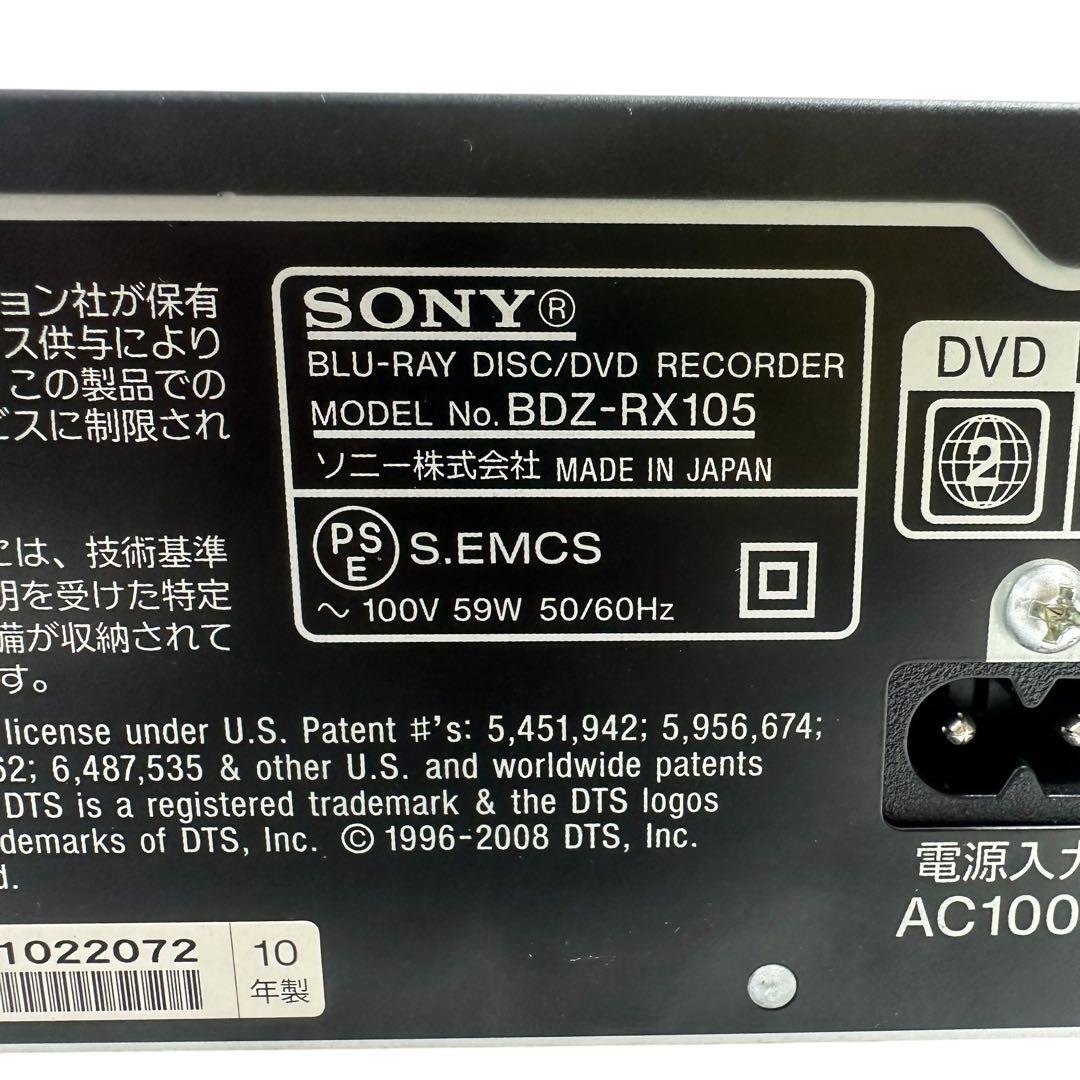 ョン社が保有
ス供与により
この製品での
ビスに制限され
には、技術基準
明を受けた特定
備が収納されて
す。
SONY®
BLU-RAY DISC/DVD RECORDER
MODEL No. BDZ-RX105
ソニー株式会社 MADE IN JAPAN
PSE S.EMCS
～ 100V 59W 50/60Hz
DVD
2
license under U.S. Patent #'s: 5,451,942; 5,956,674;
62; 6,487,535 & other U.S. and worldwide patents
DTS is a registered trademark & the DTS logos
demarks of DTS, Inc. © 1996-2008 DTS, Inc.
d.
電源入力
AC100
1022072
10
年製